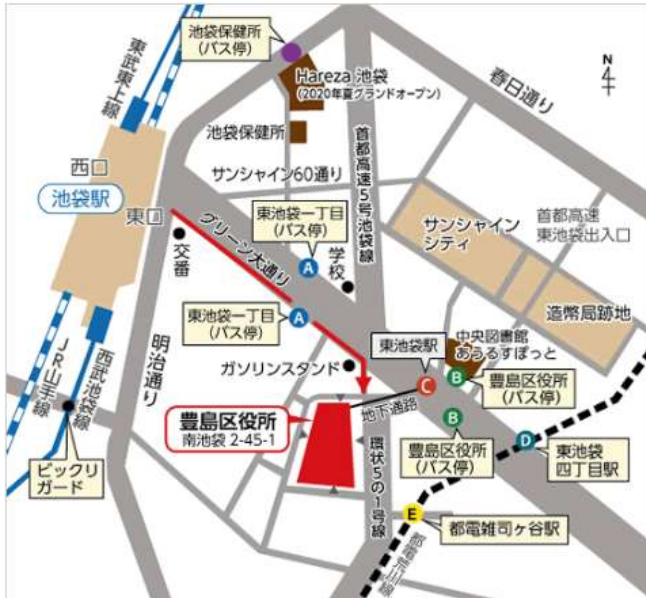 池袋保健所
(バス停)
Hareza 池袋
(2020年夏グランドオープン)
N
4
東武東上線
春日通り
池袋保健所
首都高速5号池袋線
西口
サンシャイン60通り
池袋駅
東口
東池袋一丁目
(バス停)
サンシャイン
シティ
首都高速
東池袋出入口
グリーン大通り
A
学校
交番
造幣局跡地
東池袋一丁目
(バス停)
A
明治通り
東池袋駅
中央図書館
あうるすぽっと
JR山手線
西武池袋線
ガソリンスタンド
C
B
豊島区役所
(バス停)
豊島区役所
南池袋 2-45-1
地下通路
B
豊島区役所
(バス停)
環状5の1号線
D
東池袋
四丁目駅
ビックリ
ガード
E
都電雑司ヶ谷駅
都電荒川線